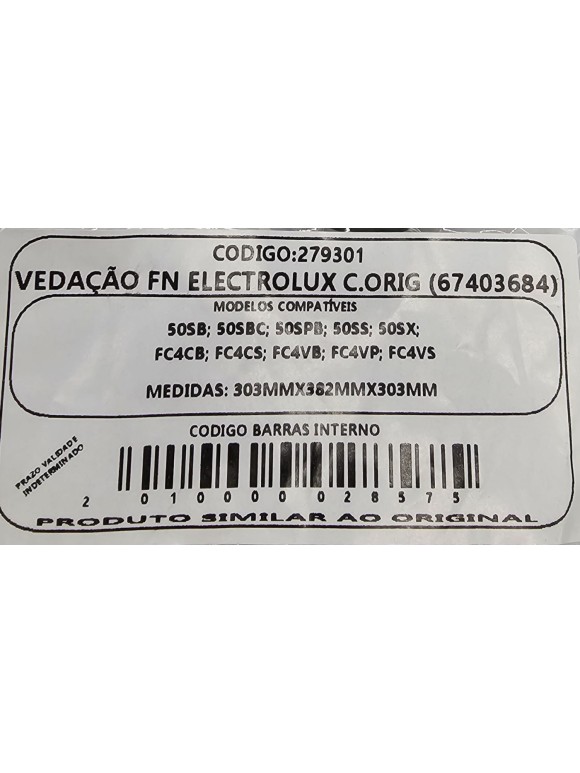 CODIGO:279301
VEDAÇÃO FN ELECTROLUX C.ORIG (67403684)
MODELOS COMPATÍVEIS
50SB; 50SBC; 50SPB; 50SS; 50SX;
FC4CB; FC4CS; FC4VB; FC4VP; FC4VS
MEDIDAS: 303MMX382MMX303MM
CODIGO BARRAS INTERNO
PRAZO VALIDADE
INDETERMINADO
2 010000 028575
PRODUTO SIMILAR AO ORIGINAL